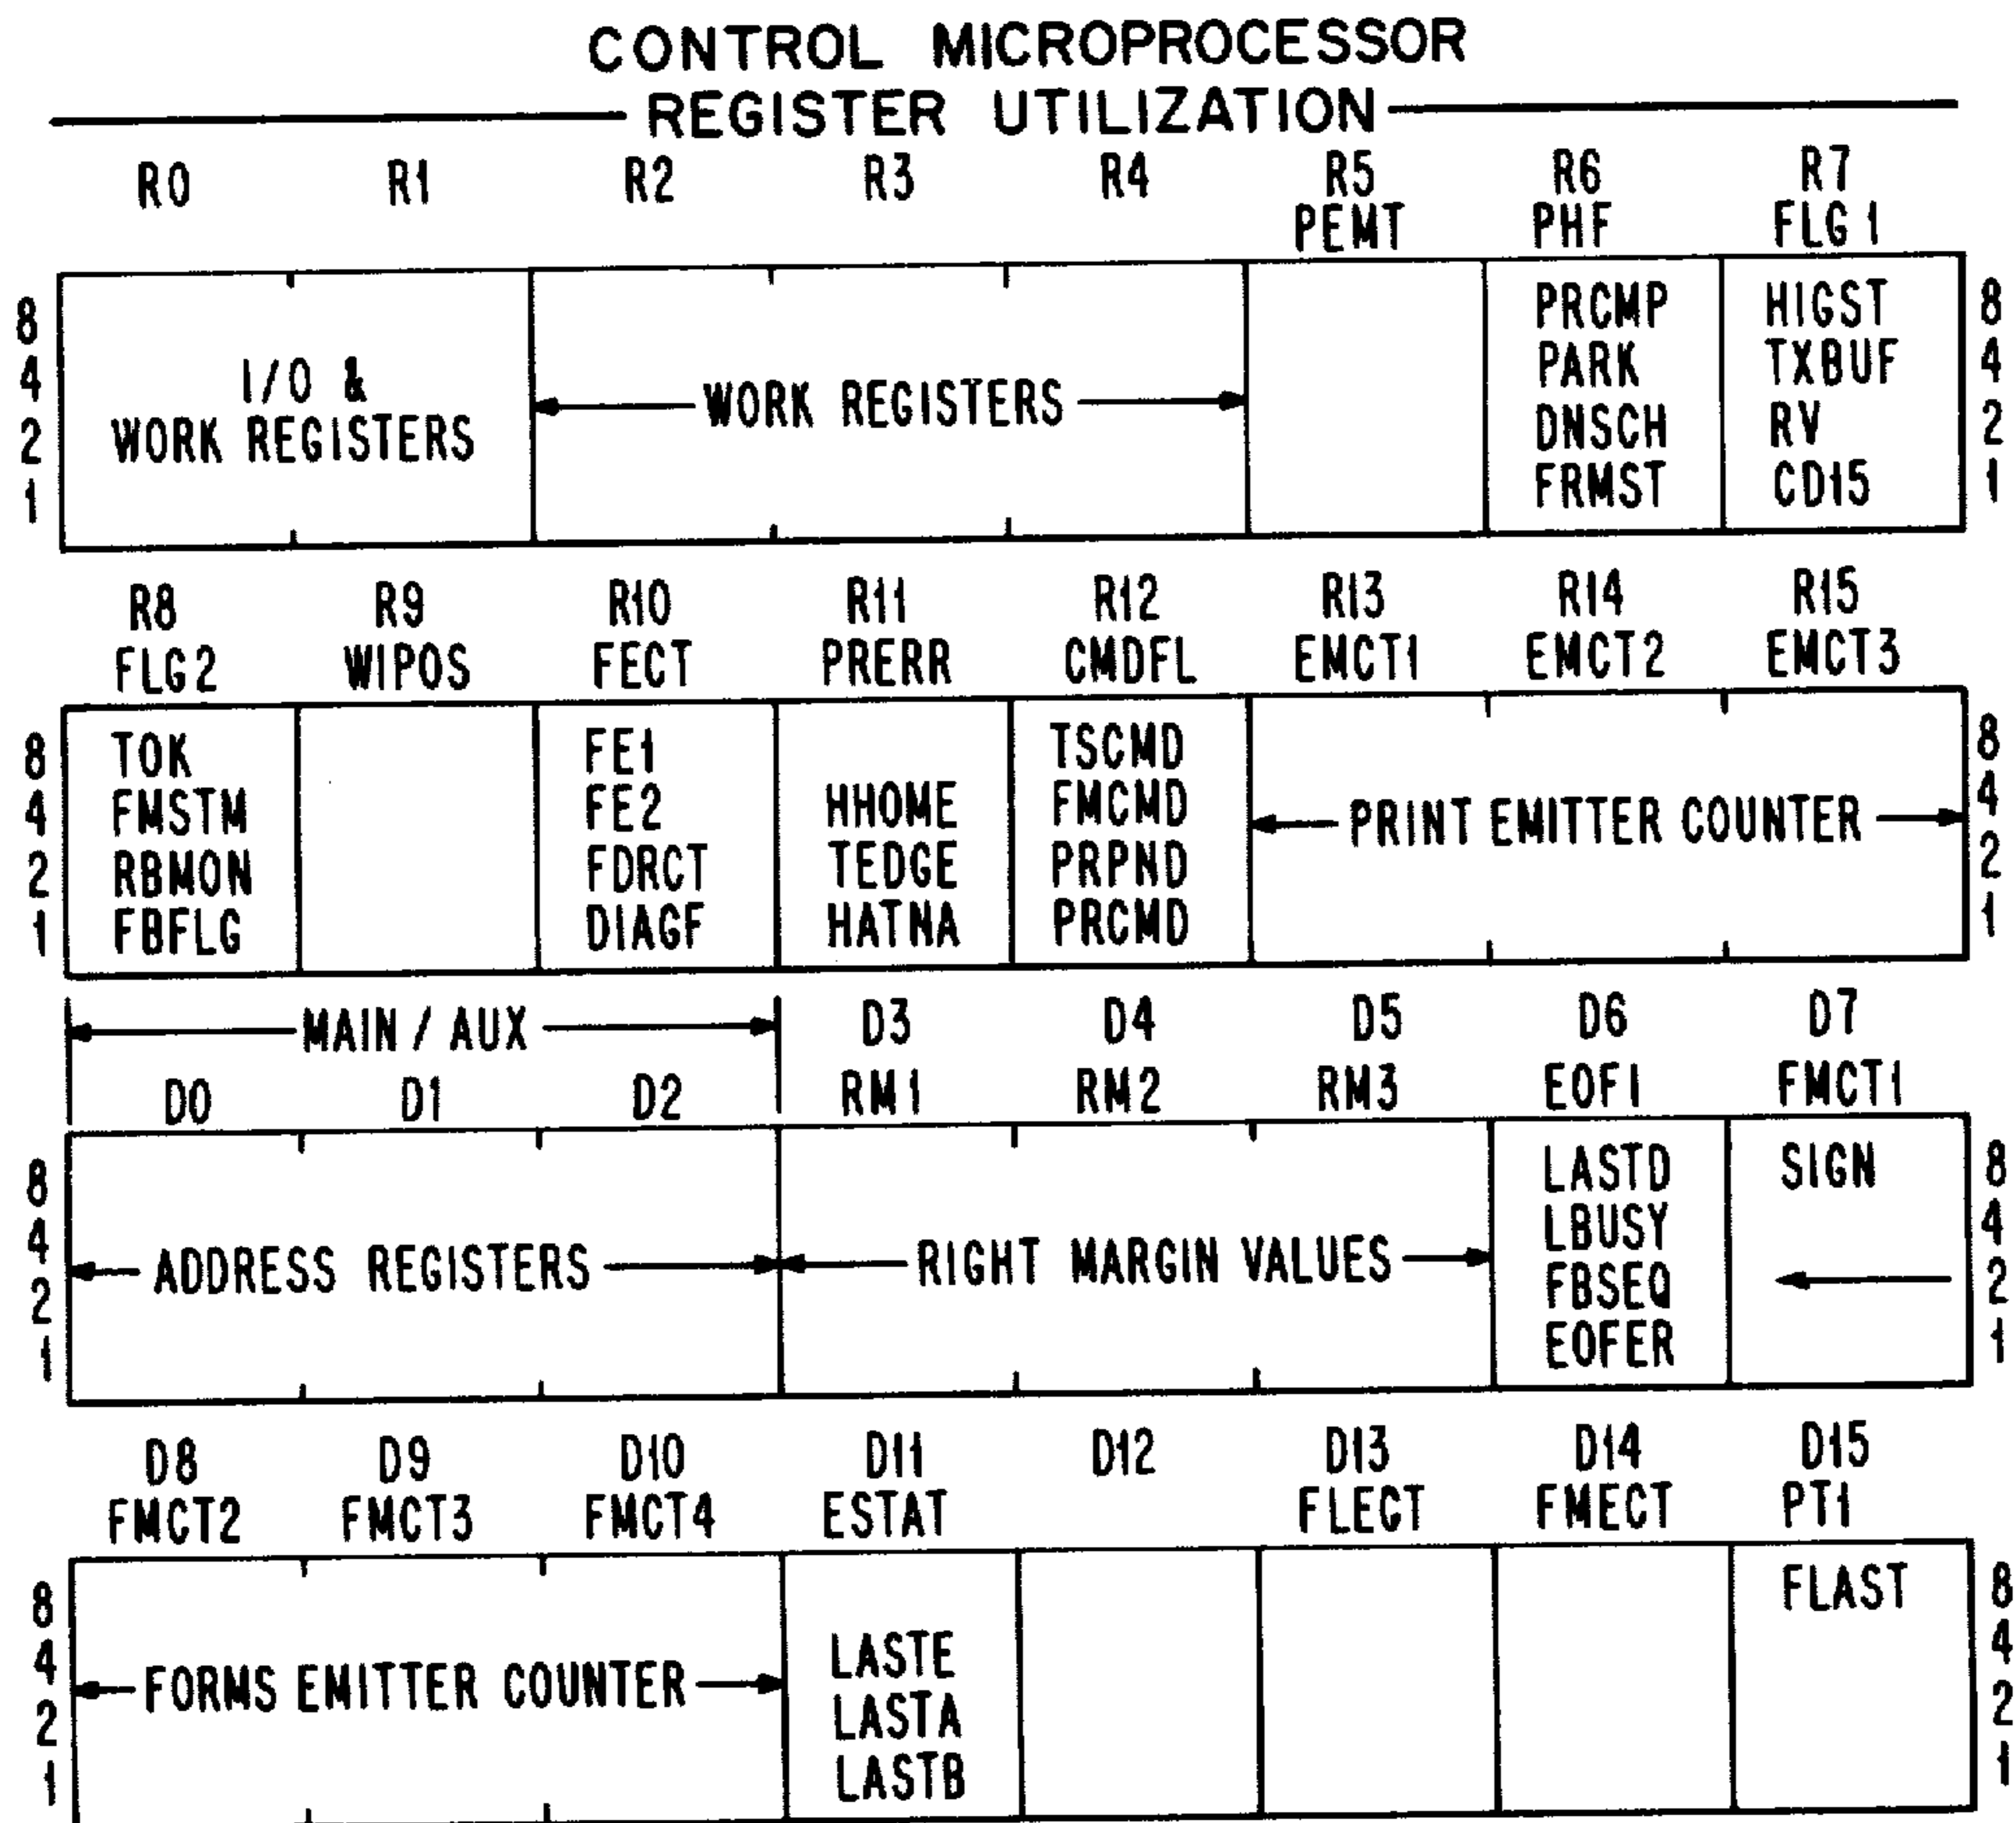 CONTROL MICROPROCESSOR
REGISTER UTILIZATION
R0 R1 R2 R3 R4 R5 R6 R7
PEMT PHF FLG1
8 PRCMP HIGST 8
4 I/O & PARK TXBUF 4
2 WORK REGISTERS WORK REGISTERS DNSCH RV 2
1 FRMST CD15 1
R8 R9 R10 R11 R12 R13 R14 R15
FLG2 WIPOS FECT PRERR CMDFL EMCT1 EMCT2 EMCT3
8 TOK FE1 TSCMD 8
4 FMSTM FE2 HHOME FMCMD PRINT EMITTER COUNTER 4
2 RBMON FDRCT TEDGE PRPND 2
1 FBFLG DIAGF HATNA PRCMD 1
MAIN / AUX D3 D4 D5 D6 D7
D0 D1 D2 RM1 RM2 RM3 EOF1 FMCT1
8 LASTD SIGN 8
4 LBUSY 4
2 ADDRESS REGISTERS RIGHT MARGIN VALUES FBSEQ 2
1 EOFER 1
D8 D9 D10 D11 D12 D13 D14 D15
FMCT2 FMCT3 FMCT4 ESTAT FLECT FMECT PT1
8 FLAST 8
4 FORMS EMITTER COUNTER LASTE 4
2 LASTA 2
1 LASTB 1